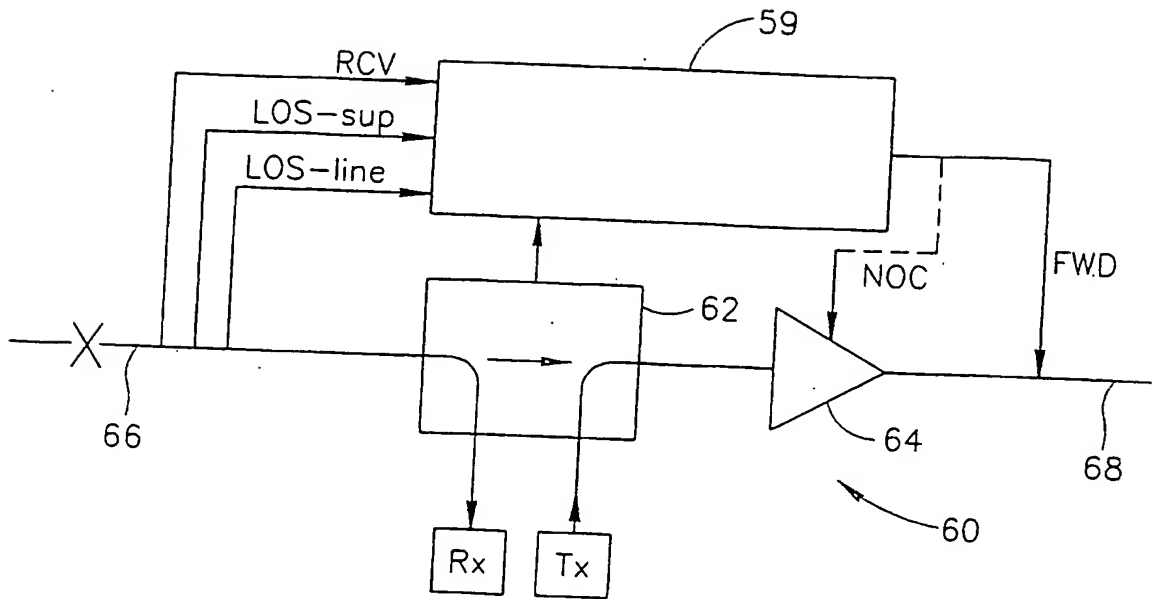 59
RCV
LOS-sup
LOS-line
62
NOC
FWD
66
64
68
60
Rx
Tx